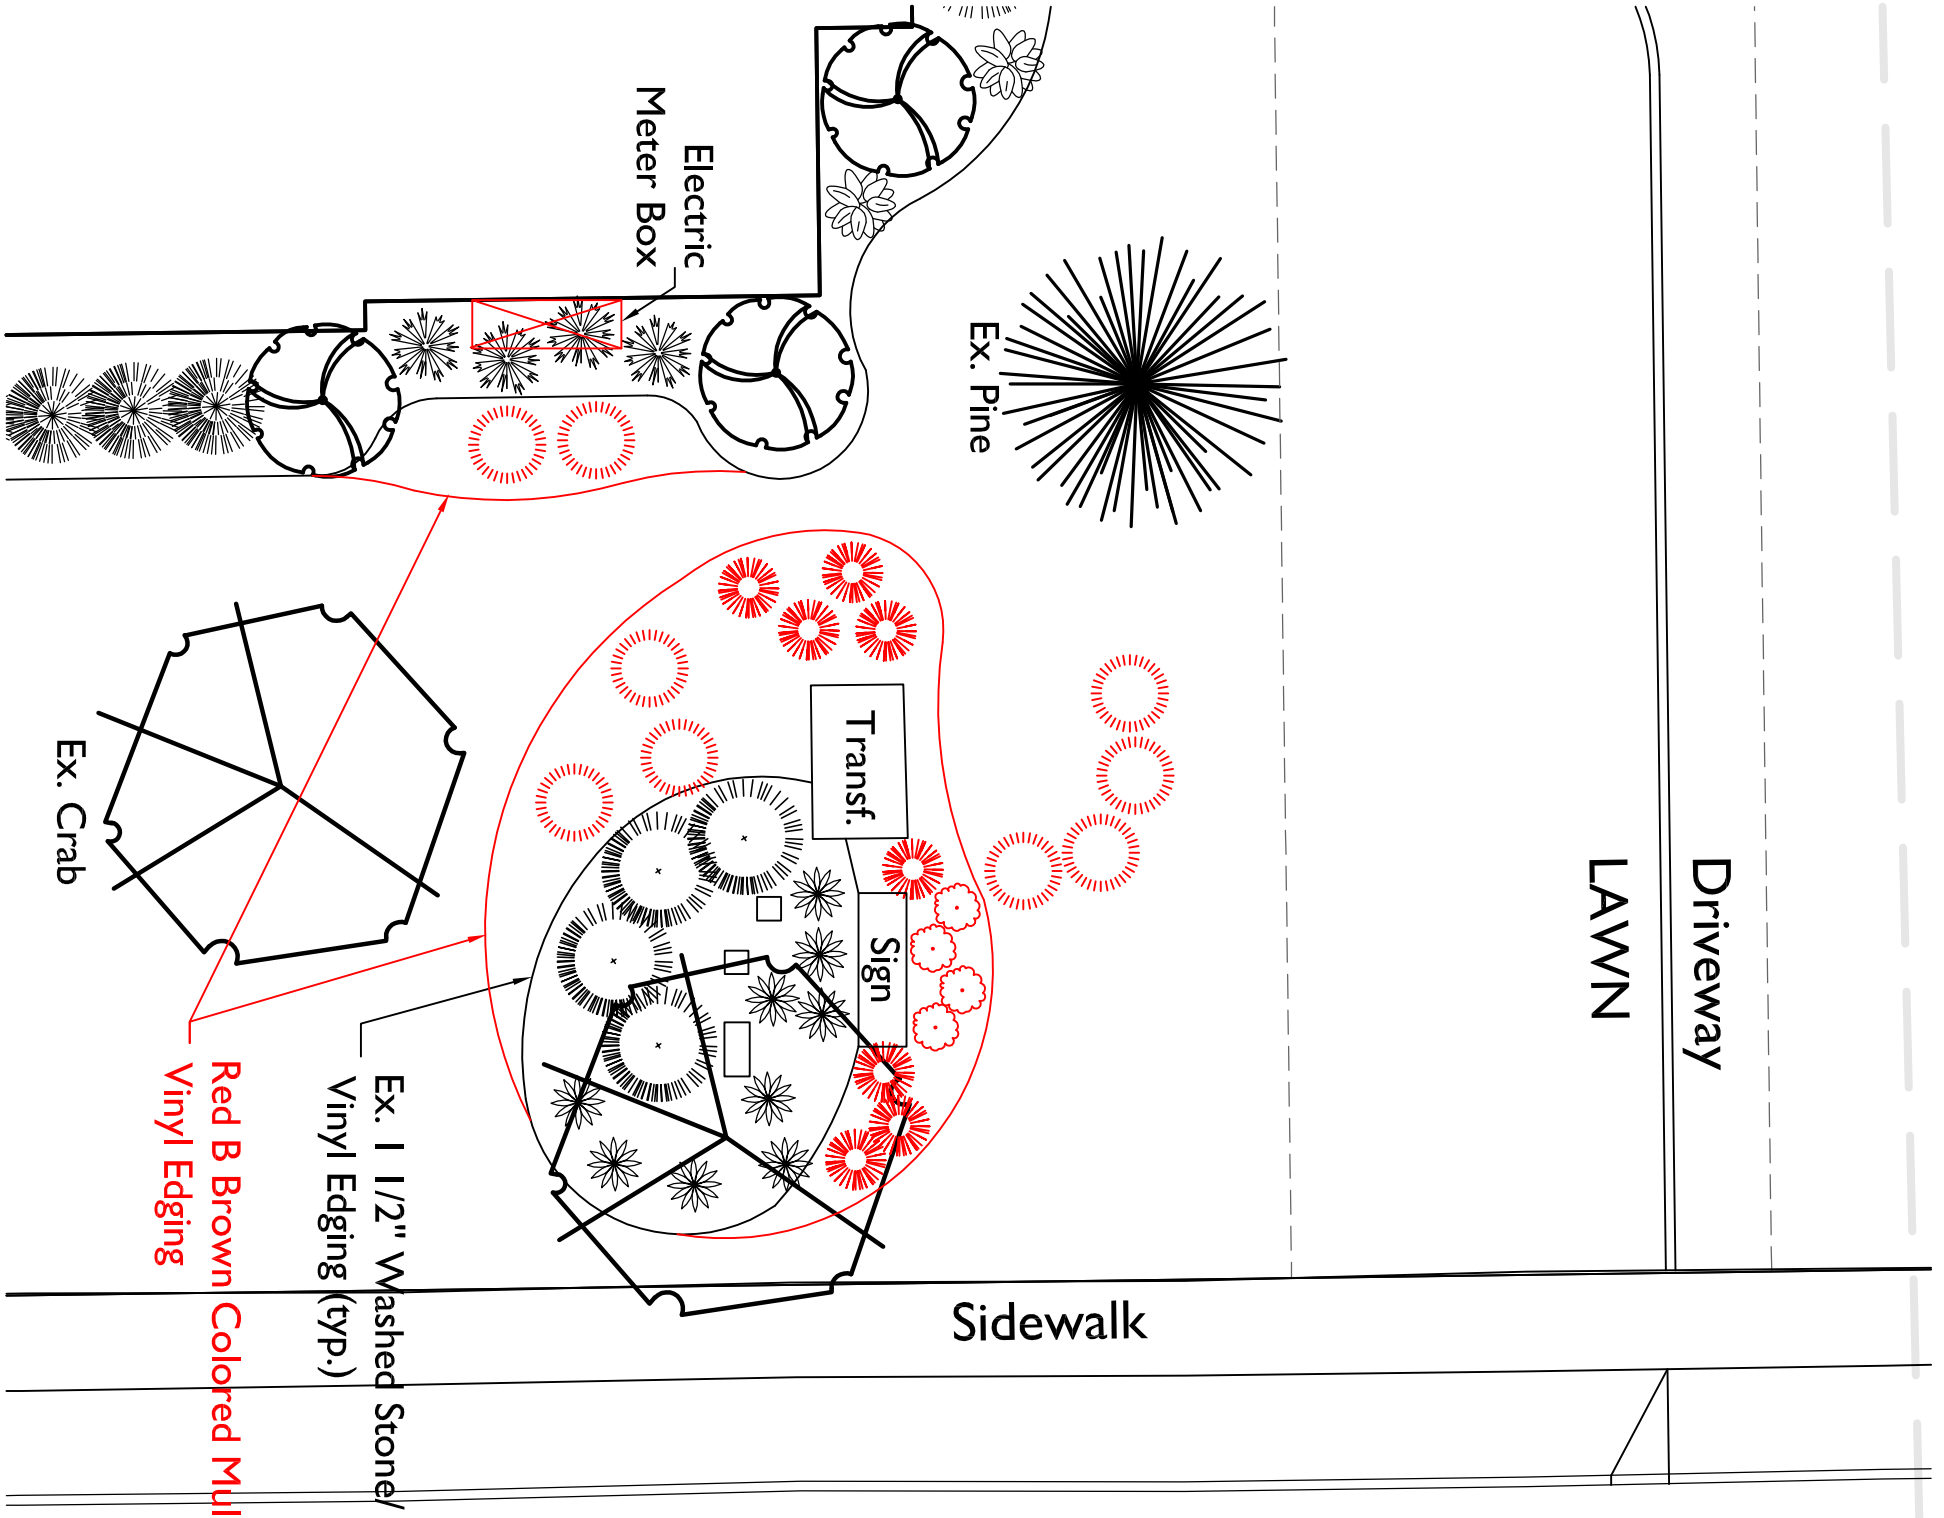 Electric
Meter Box
Ex. Pine
Ex. Crab
Transf.
Sign
LAWN
Driveway
Sidewalk
Ex. 1 1/2" Washed Stone/
Vinyl Edging (typ.)
Red B Brown Colored Mul
Vinyl Edging